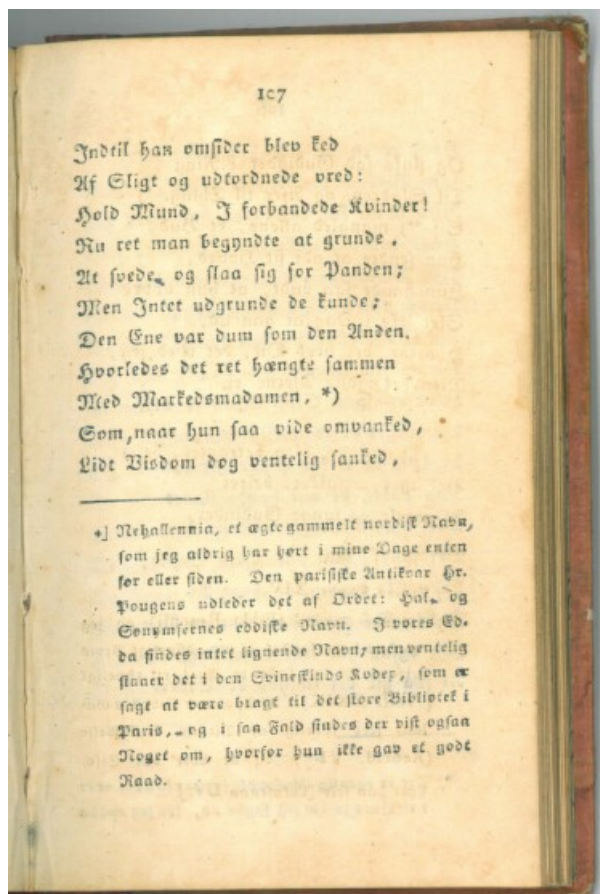 107
Indtil han omsider blev ked
Af Sligt og udtordnede vred:
Hold Mund, I forbandede Kvinder!
Nu ret man begyndte at grunde,
At svede, og slaa sig for Panden;
Men Intet udgrunde de kunde;
Den Ene var dum som den Anden.
Hvorledes det ret hængte sammen
Med Markedsmadamen, *)
Som, naar hun saa vide omvanked,
Lidt Visdom dog ventelig sanked,
*] Nehallennia, et ægte gammelt nordisk Navn,
som jeg aldrig har hørt i mine Dage enten
før eller siden. Den parisiske Antikvar Hr.
Pougens udleder det af Ordet: Hal, og
Søenymfernes eddiske Navn. I vores Ed-
da findes intet lignende Navn; men ventelig
staaer det i den Svineskinds Kodex, som er
sagt at være bragt til det store Bibliotek i
Paris, og i saa Fald findes der vist ogsaa
Noget om, hvorfor hun ikke gav et godt
Raad.